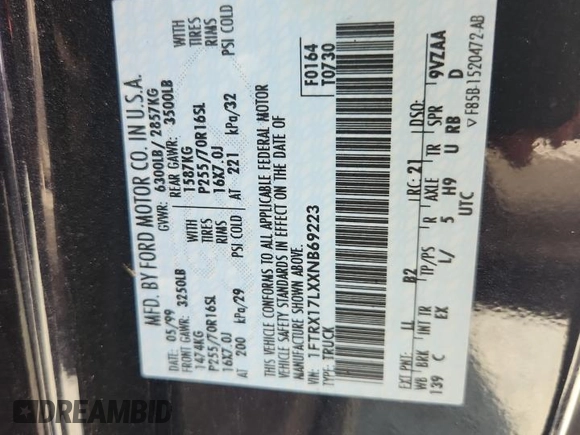 MFD. BY FORD MOTOR CO. IN U.S.A.
DATE: 05/99 GVWR: 6300LB/ 2857KG
FRONT GAWR: 3250LB REAR GAWR: 3500LB
1474KG 1587KG WITH
P255/70R16SL P255/70R16SL TIRES
16X7.0J 16X7.0J RIMS
AT 200 kPa/29 PSI COLD AT 221 kPa/32 PSI COLD
WITH
TIRES
RIMS
THIS VEHICLE CONFORMS TO ALL APPLICABLE FEDERAL MOTOR
VEHICLE SAFETY STANDARDS IN EFFECT ON THE DATE OF
MANUFACTURE SHOWN ABOVE.
VIN: 1FTRX17LXXNB69223
TYPE: TRUCK
F0164
T0730
EXT PNT: LL B2 RC: 21 DSO:
WB BRK INT TR TP/PS R AXLE TR SPR 9VZAA
139 C EX L/ 5 H9 U RB D
UTC
▽ F85B-1520472-AB
DREAMBID